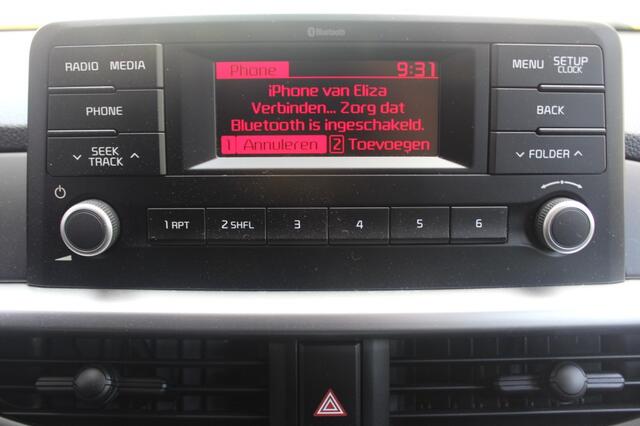 Bluetooth
RADIO MEDIA
PHONE
SEEK
TRACK
Phone 9:31
iPhone van Eliza
Verbinden... Zorg dat
Bluetooth is ingeschakeld.
1 Annuleren 2 Toevoegen
MENU SETUP
CLOCK
BACK
FOLDER
1 RPT 2 SHFL 3 4 5 6